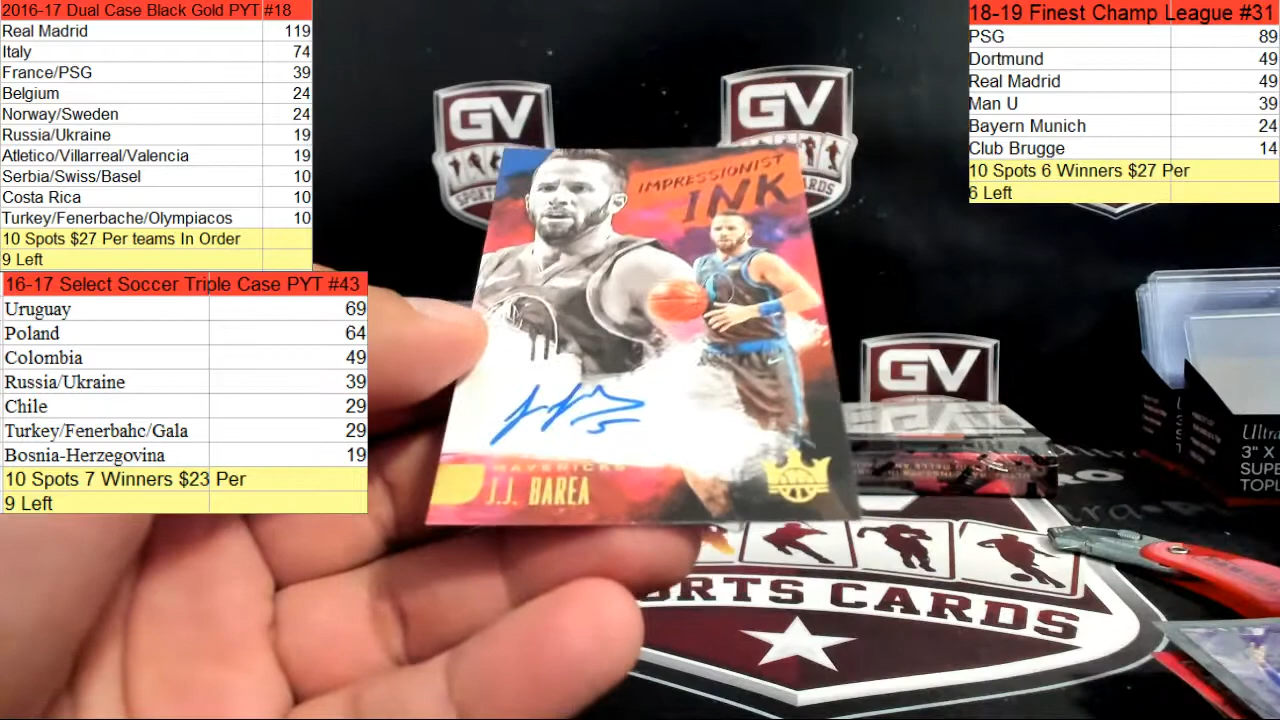 2016-17 Dual Case Black Gold PYT #18
Real Madrid 119
Italy 74
France/PSG 39
Belgium 24
Norway/Sweden 24
Russia/Ukraine 19
Atletico/Villarreal/Valencia 19
Serbia/Swiss/Basel 10
Costa Rica 10
Turkey/Fenerbache/Olympiacos 10
10 Spots $27 Per teams In Order
9 Left
16-17 Select Soccer Triple Case PYT #43
Uruguay 69
Poland 64
Colombia 49
Russia/Ukraine 39
Chile 29
Turkey/Fenerbahc/Gala 29
Bosnia-Herzegovina 19
10 Spots 7 Winners $23 Per
9 Left
18-19 Finest Champ League #31
PSG 89
Dortmund 49
Real Madrid 49
Man U 39
Bayern Munich 24
Club Brugge 14
10 Spots 6 Winners $27 Per
6 Left
GV
GV
GV
IMPRESSIONIST
INK
MAVERICKS
J.J. BAREA
RTS CARDS
Ultra
3" X
SUPE
TOPL